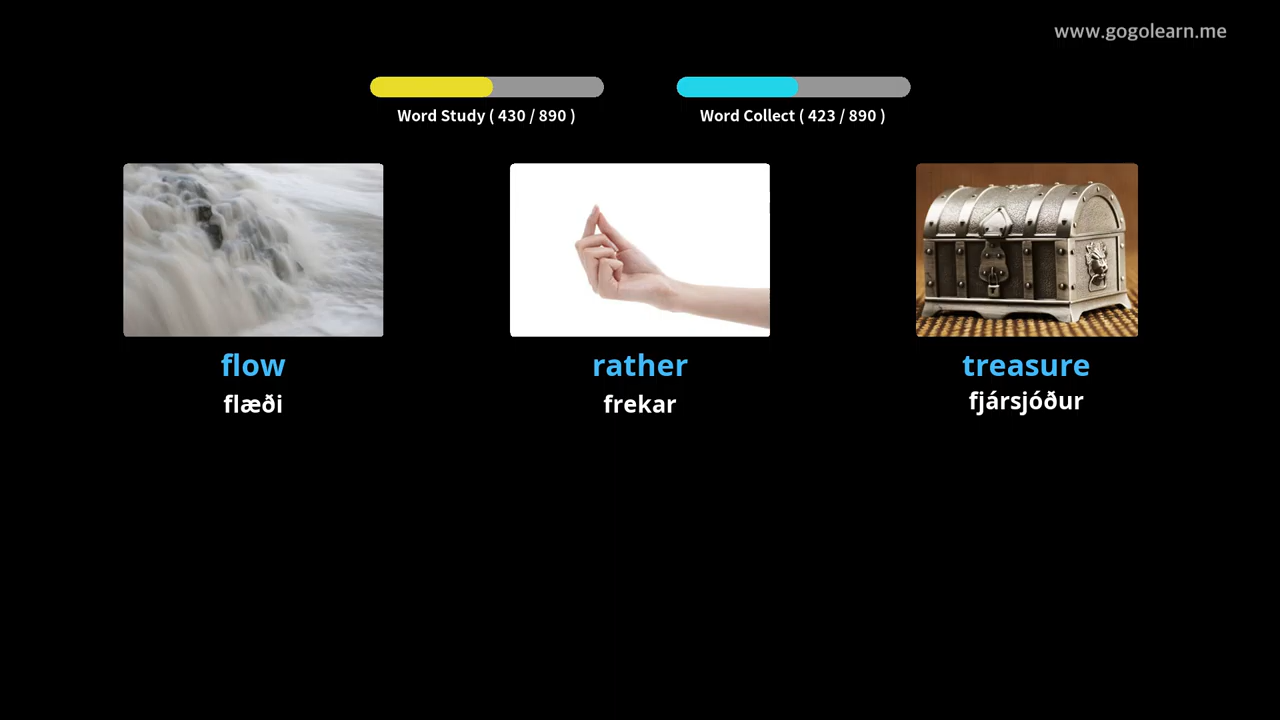 www.gogolearn.me
Word Study ( 430 / 890 )
Word Collect ( 423 / 890 )
flow
rather
treasure
flæði
frekar
fjársjóður